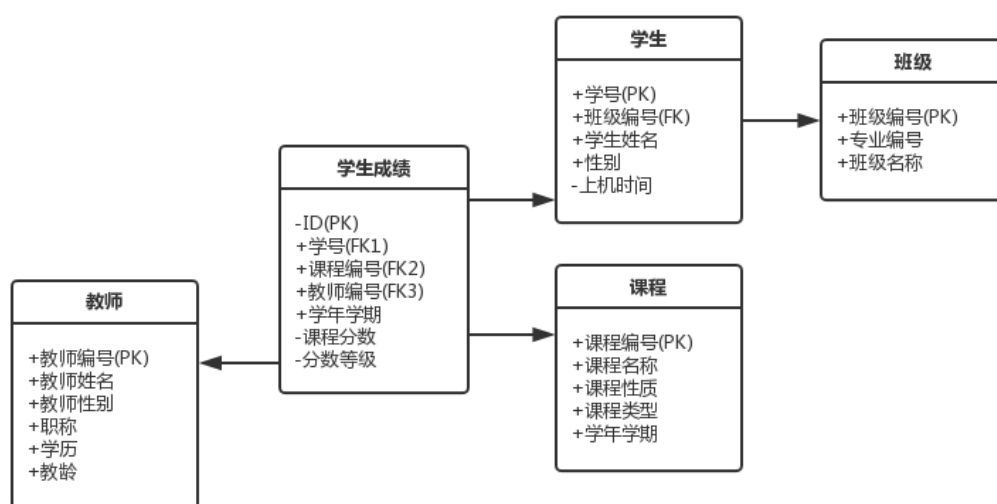 学生
+学号(PK)
+班级编号(FK)
+学生姓名
+性别
-上机时间
班级
+班级编号(PK)
+专业编号
+班级名称
学生成绩
-ID(PK)
+学号(FK1)
+课程编号(FK2)
+教师编号(FK3)
+学年学期
-课程分数
-分数等级
课程
+课程编号(PK)
+课程名称
+课程性质
+课程类型
+学年学期
教师
+教师编号(PK)
+教师姓名
+教师性别
+职称
+学历
+教龄